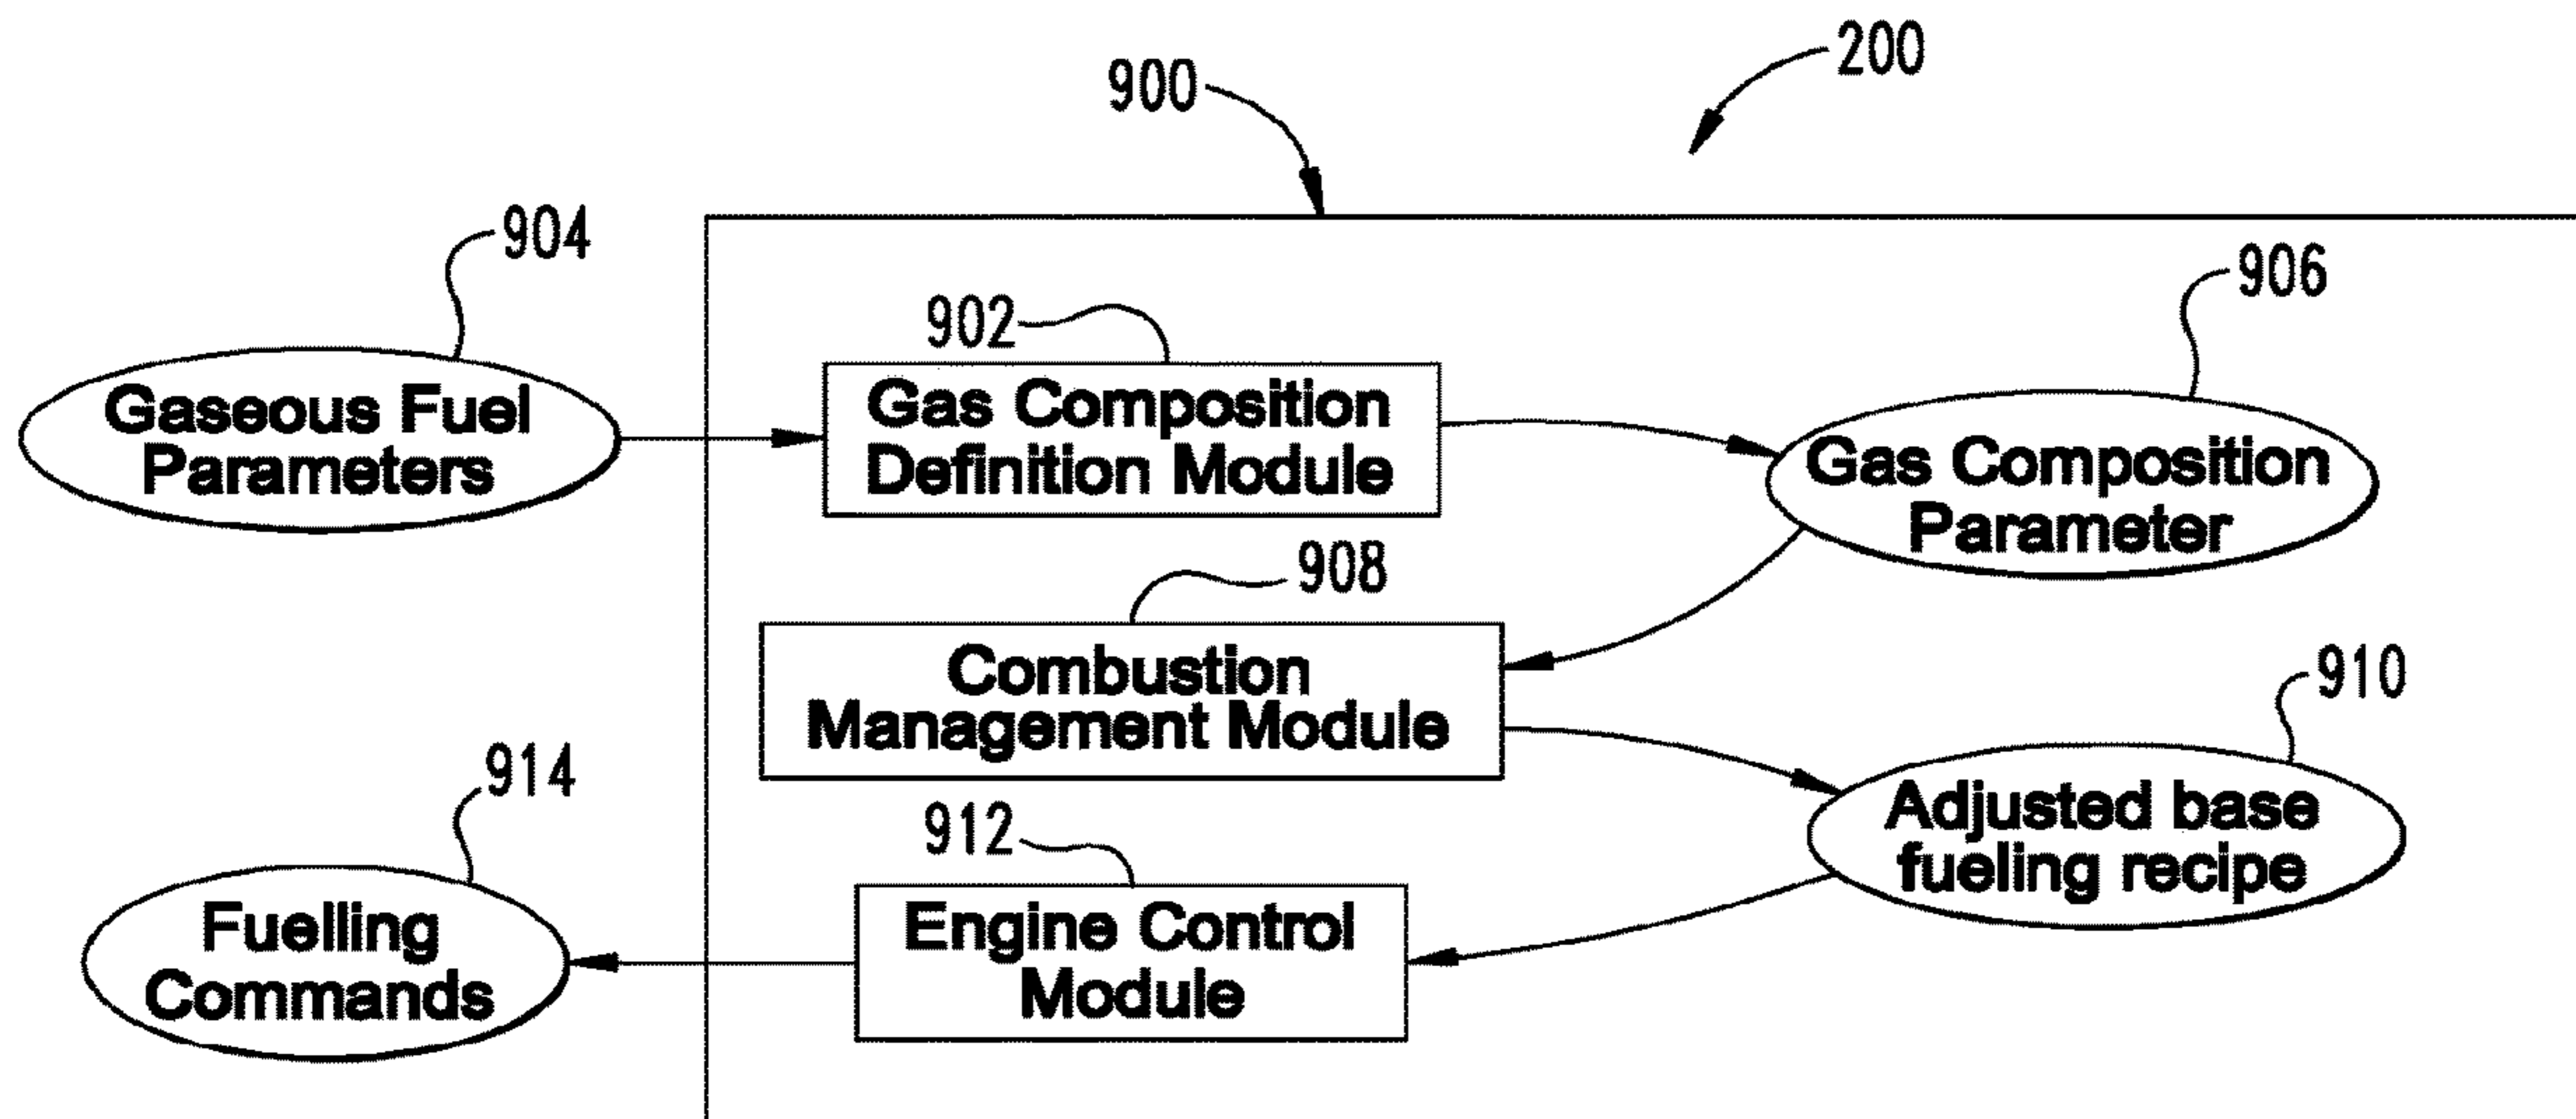 200
900
904
906
902
Gaseous Fuel
Parameters
Gas Composition
Definition Module
Gas Composition
Parameter
908
Combustion
Management Module
910
914
912
Adjusted base
fueling recipe
Fuelling
Commands
Engine Control
Module